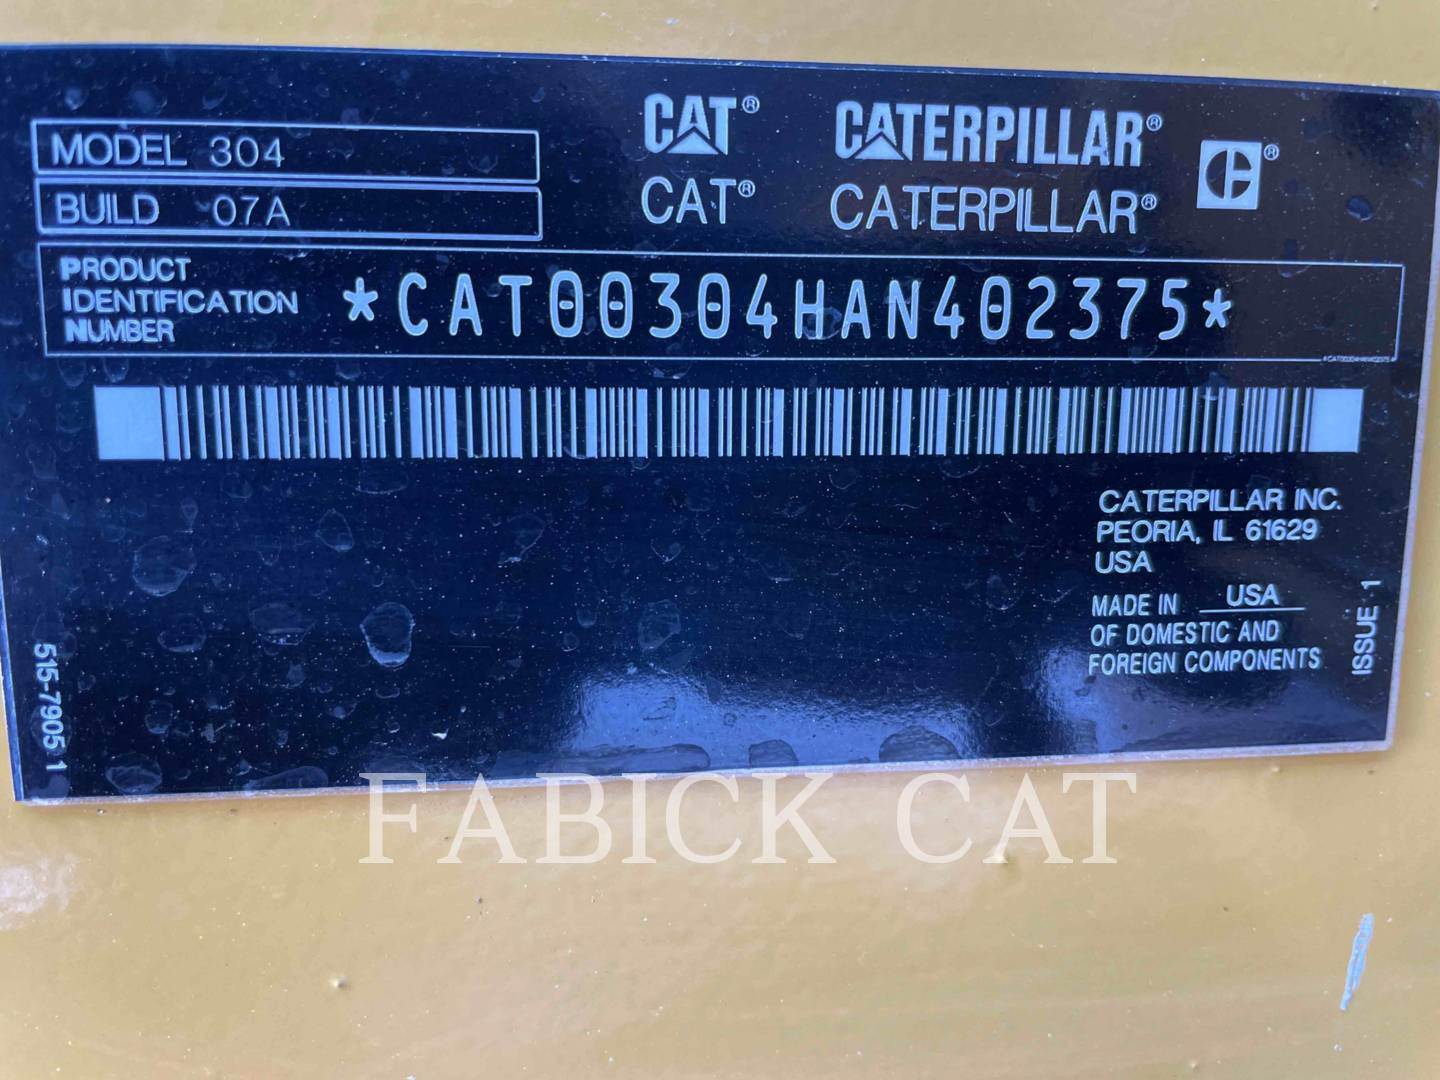 MODEL 304
BUILD 07A
CAT® CATERPILLAR® ®
CAT® CATERPILLAR®
PRODUCT
IDENTIFICATION
NUMBER
*CAT00304HAN402375*
CATERPILLAR INC.
PEORIA, IL 61629
USA
MADE IN USA
OF DOMESTIC AND
FOREIGN COMPONENTS
ISSUE 1
515-7905 1
FABICK CAT